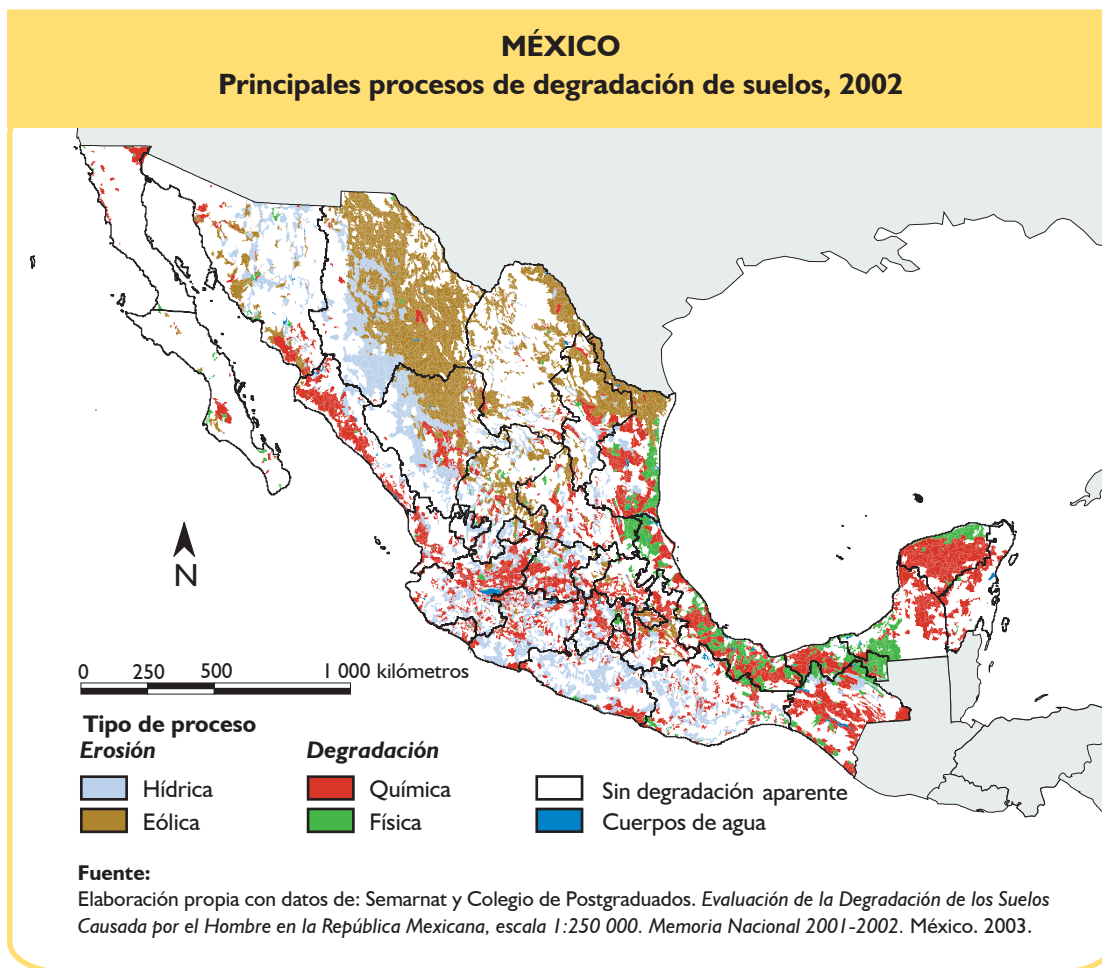 MÉXICO
Principales procesos de degradación de suelos, 2002
N
0 250 500 1 000 kilómetros
Tipo de proceso
Erosión Degradación
Hídrica Química Sin degradación aparente
Eólica Física Cuerpos de agua
Fuente:
Elaboración propia con datos de: Semarnat y Colegio de Postgraduados. Evaluación de la Degradación de los Suelos
Causada por el Hombre en la República Mexicana, escala 1:250 000. Memoria Nacional 2001-2002. México. 2003.